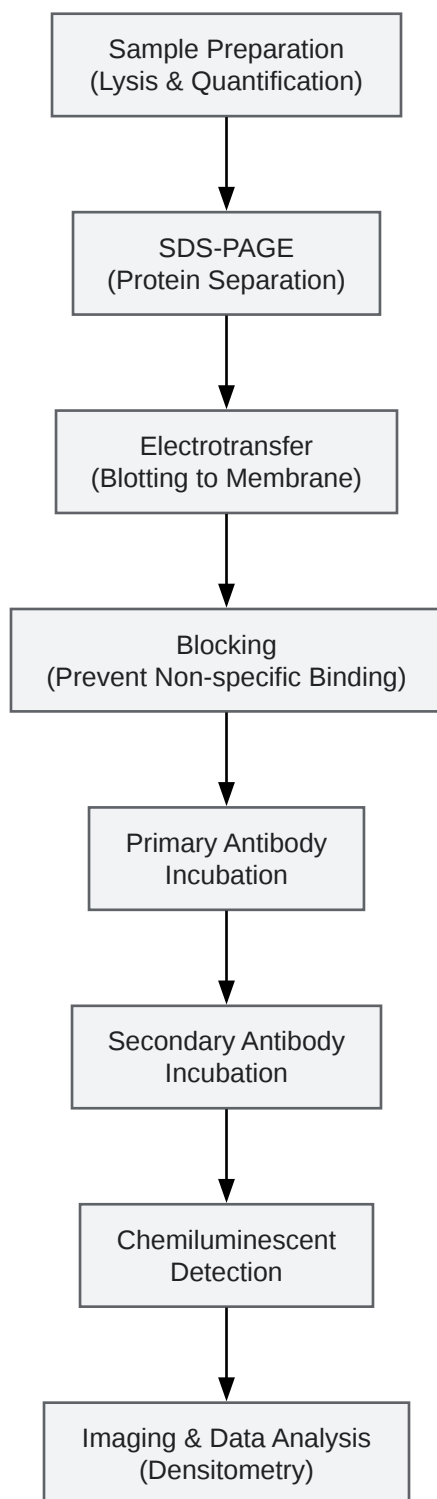 Sample Preparation
(Lysis & Quantification)
SDS-PAGE
(Protein Separation)
Electrotransfer
(Blotting to Membrane)
Blocking
(Prevent Non-specific Binding)
Primary Antibody
Incubation
Secondary Antibody
Incubation
Chemiluminescent
Detection
Imaging & Data Analysis
(Densitometry)